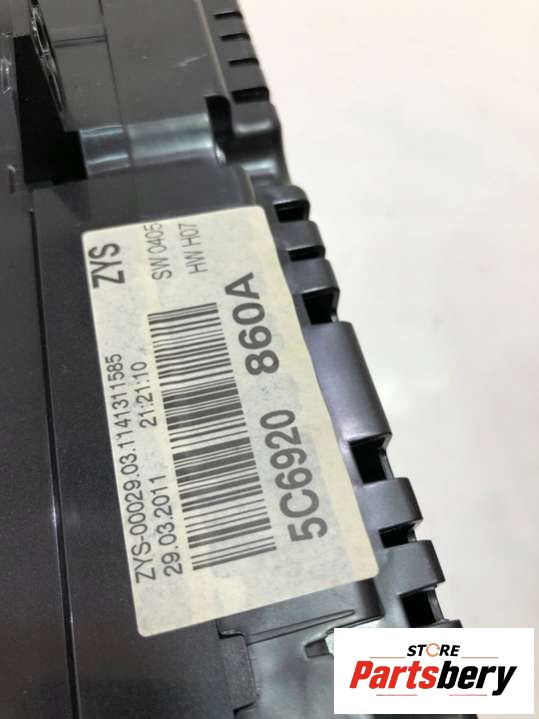 ZYS-00029.03.1141311585 ZYS
29.03.2011 21:21:10 SW 0405
HW H07
5C6920 860A
STORE
Partsbery